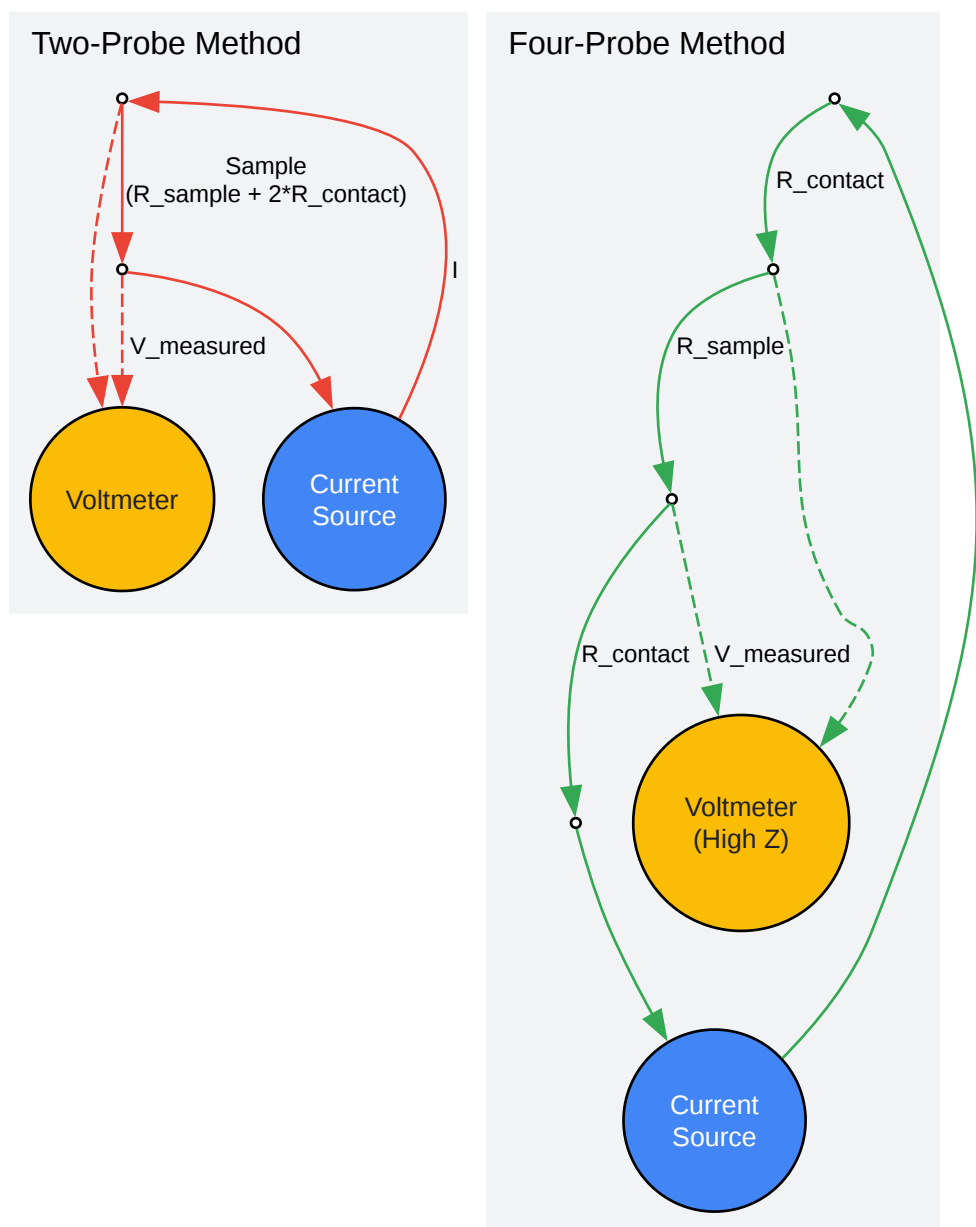 Two-Probe Method
Sample
(R_sample + 2*R_contact)
I
V_measured
Voltmeter
Current
Source
Four-Probe Method
R_contact
R_sample
R_contact
V_measured
Voltmeter
(High Z)
Current
Source